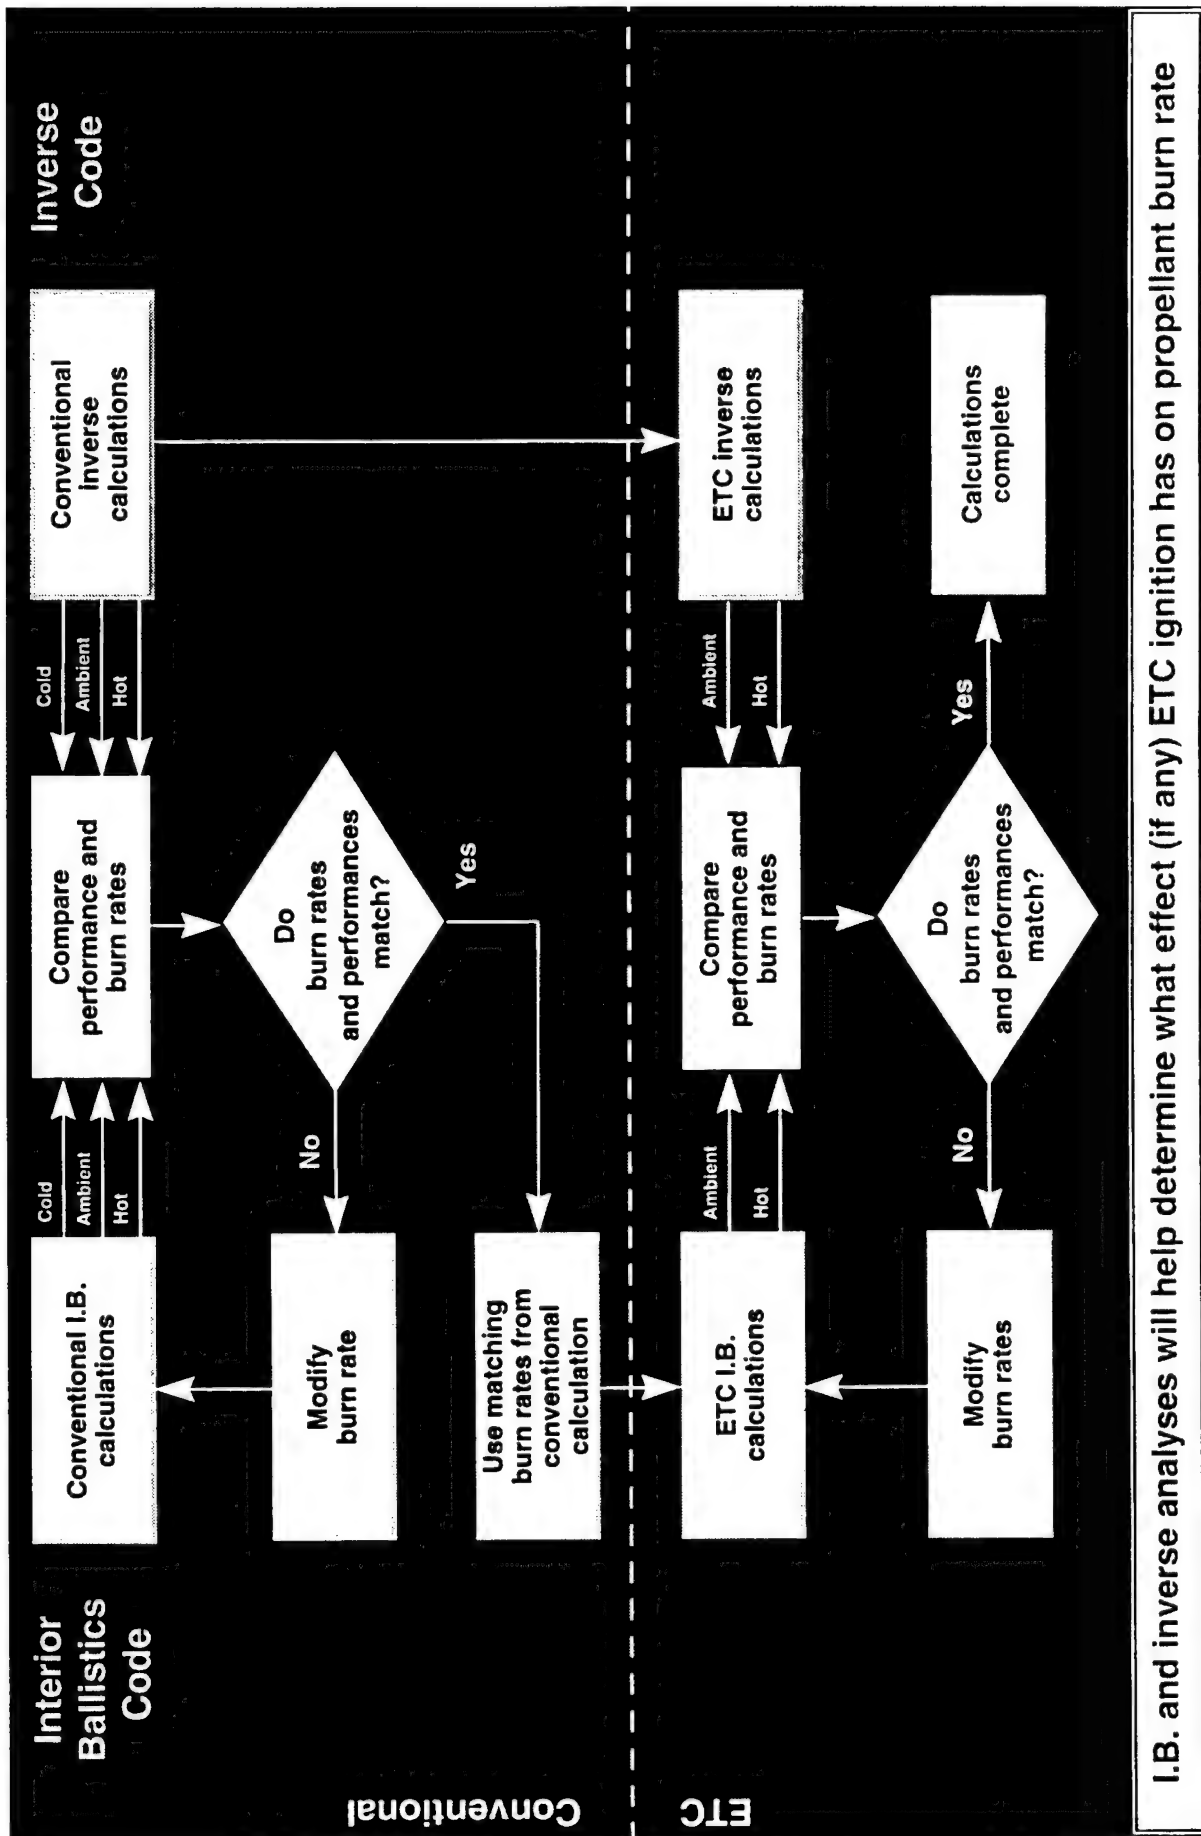 Interior
Ballistics
Code
Inverse
Code
Conventional
Conventional I.B.
calculations
Cold
Ambient
Hot
Compare
performance and
burn rates
Cold
Ambient
Hot
Conventional
inverse
calculations
Modify
burn rate
No
Do
burn rates
and performances
match?
Yes
Use matching
burn rates from
conventional
calculation
ETC
ETC I.B.
calculations
Ambient
Hot
Compare
performance and
burn rates
Ambient
Hot
ETC inverse
calculations
Modify
burn rates
No
Do
burn rates
and performances
match?
Yes
Calculations
complete
I.B. and inverse analyses will help determine what effect (if any) ETC ignition has on propellant burn rate